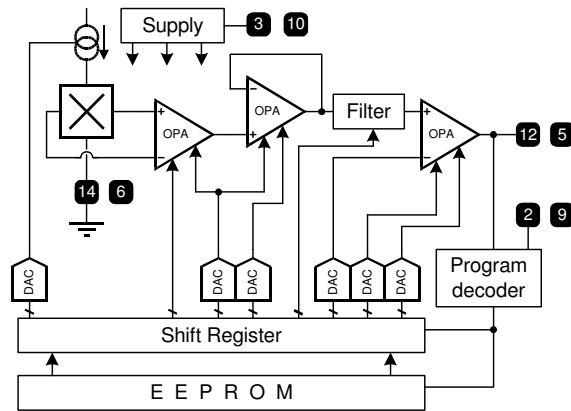 Supply
3 10
OPA
Filter
OPA
OPA
+
−
−
+
+
−
12 5
14 6
2 9
Program
decoder
DAC
DAC
DAC
DAC
DAC
DAC
Shift Register
E E P R O M